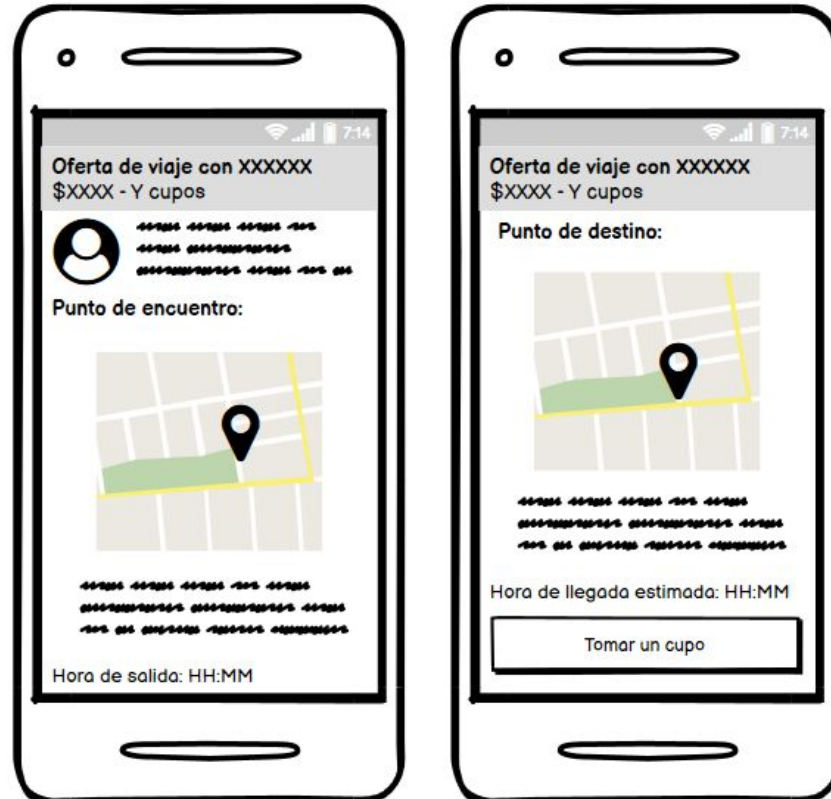 7:14
Oferta de viaje con XXXXXX
$XXXX - Y cupos
Punto de encuentro:
Hora de salida: HH:MM
7:14
Oferta de viaje con XXXXXX
$XXXX - Y cupos
Punto de destino:
Hora de llegada estimada: HH:MM
Tomar un cupo